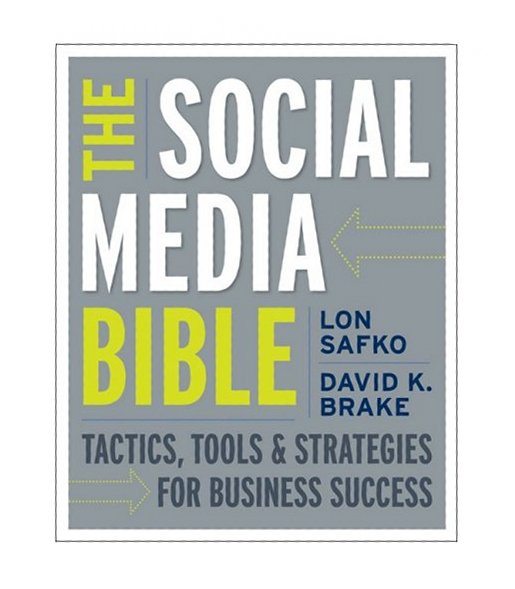 THE SOCIAL
MEDIA
BIBLE
LON
SAFKO
DAVID K.
BRAKE
TACTICS, TOOLS & STRATEGIES
FOR BUSINESS SUCCESS